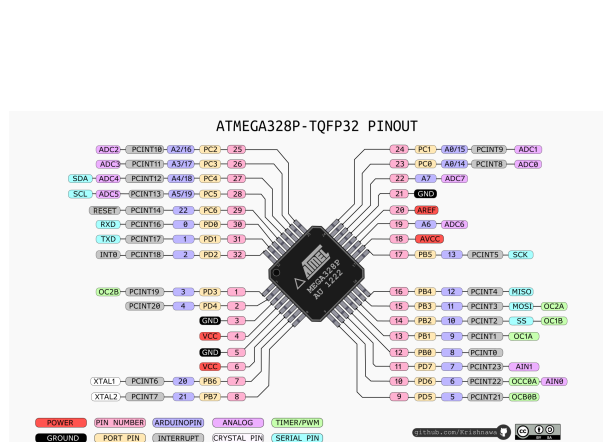 ATMEGA328P-TQFP32 PINOUT
ADC2 PCINT10 A2/16 PC2 25
ADC3 PCINT11 A3/17 PC3 26
SDA ADC4 PCINT12 A4/18 PC4 27
SCL ADC5 PCINT13 A5/19 PC5 28
RESET PCINT14 22 PC6 29
RXD PCINT16 0 PD0 30
TXD PCINT17 1 PD1 31
INT0 PCINT18 2 PD2 32
OC2B PCINT19 3 PD3 1
PCINT20 4 PD4 2
GND 3
VCC 4
GND 5
VCC 6
XTAL1 PCINT6 20 PB6 7
XTAL2 PCINT7 21 PB7 8
24 PC1 A0/15 PCINT9 ADC1
23 PC0 A0/14 PCINT8 ADC0
22 A7 ADC7
21 GND
20 AREF
19 A6 ADC6
18 AVCC
17 PB5 13 PCINT5 SCK
16 PB4 12 PCINT4 MISO
15 PB3 11 PCINT3 MOSI OC2A
14 PB2 10 PCINT2 SS OC1B
13 PB1 9 PCINT1 OC1A
12 PB0 8 PCINT0
11 PD7 7 PCINT23 AIN1
10 PD6 6 PCINT22 OCC0A AIN0
9 PD5 5 PCINT21 OCB0B
ATMEL
MEGA328P
AU 1222
POWER PIN NUMBER ARDUINOPIN ANALOG TIMER/PWM
GROUND PORT PIN INTERRUPT CRYSTAL PIN SERIAL PIN
github.com/Krishnawa
CC BY SA